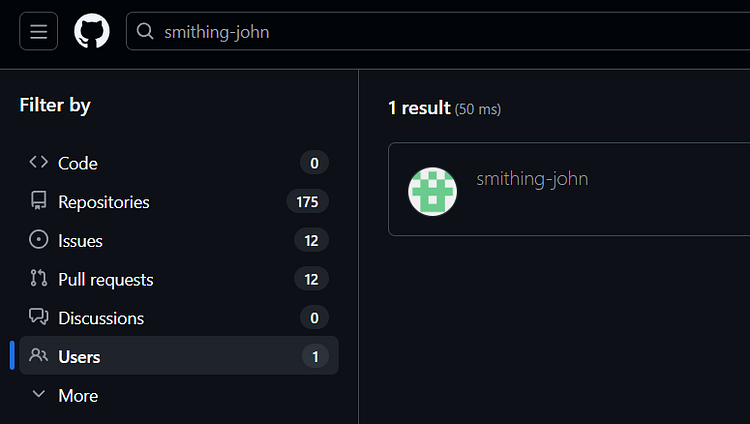 smithing-john
Filter by
Code 0
Repositories 175
Issues 12
Pull requests 12
Discussions 0
Users 1
More
1 result (50 ms)
smithing-john